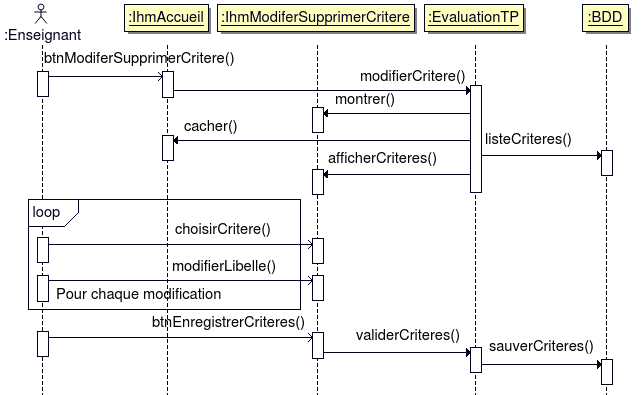 :Enseignant
:IhmAccueil
:IhmModiferSupprimerCritere
:EvaluationTP
:BDD
btnModiferSupprimerCritere()
modifierCritere()
montrer()
cacher()
listeCriteres()
afficherCriteres()
loop
choisirCritere()
modifierLibelle()
Pour chaque modification
btnEnregistrerCriteres()
validerCriteres()
sauverCriteres()